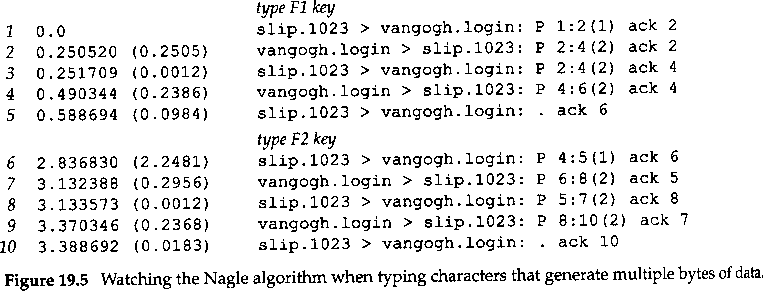 type F1 key
1 0.0 slip.1023 > vangogh.login: P 1:2(1) ack 2
2 0.250520 (0.2505) vangogh.login > slip.1023: P 2:4(2) ack 2
3 0.251709 (0.0012) slip.1023 > vangogh.login: P 2:4(2) ack 4
4 0.490344 (0.2386) vangogh.login > slip.1023: P 4:6(2) ack 4
5 0.588694 (0.0984) slip.1023 > vangogh.login: . ack 6
type F2 key
6 2.836830 (2.2481) slip.1023 > vangogh.login: P 4:5(1) ack 6
7 3.132388 (0.2956) vangogh.login > slip.1023: P 6:8(2) ack 5
8 3.133573 (0.0012) slip.1023 > vangogh.login: P 5:7(2) ack 8
9 3.370346 (0.2368) vangogh.login > slip.1023: P 8:10(2) ack 7
10 3.388692 (0.0183) slip.1023 > vangogh.login: . ack 10
Figure 19.5 Watching the Nagle algorithm when typing characters that generate multiple bytes of data.